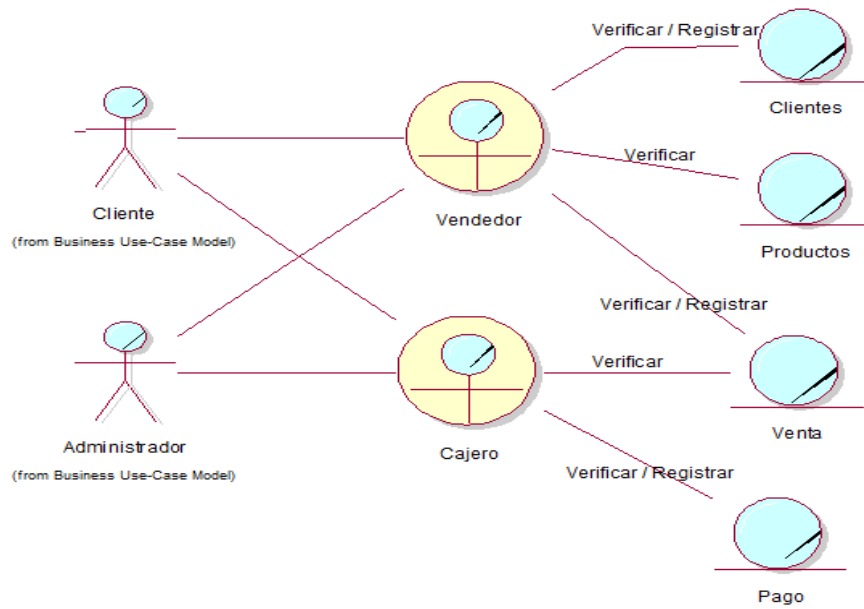 Verificar / Registrar
Clientes
Cliente
(from Business Use-Case Model)
Vendedor
Verificar
Productos
Verificar / Registrar
Administrador
(from Business Use-Case Model)
Cajero
Verificar
Venta
Verificar / Registrar
Pago